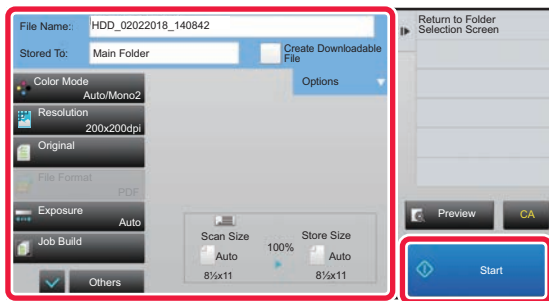 File Name:
HDD_02022018_140842
Stored To:
Main Folder
Create Downloadable
File
Options
Color Mode
Auto/Mono2
Resolution
200x200dpi
Original
File Format
PDF
Exposure
Auto
Job Build
Others
Scan Size
Auto
8½x11
100%
Store Size
Auto
8½x11
Return to Folder
Selection Screen
Preview
CA
Start